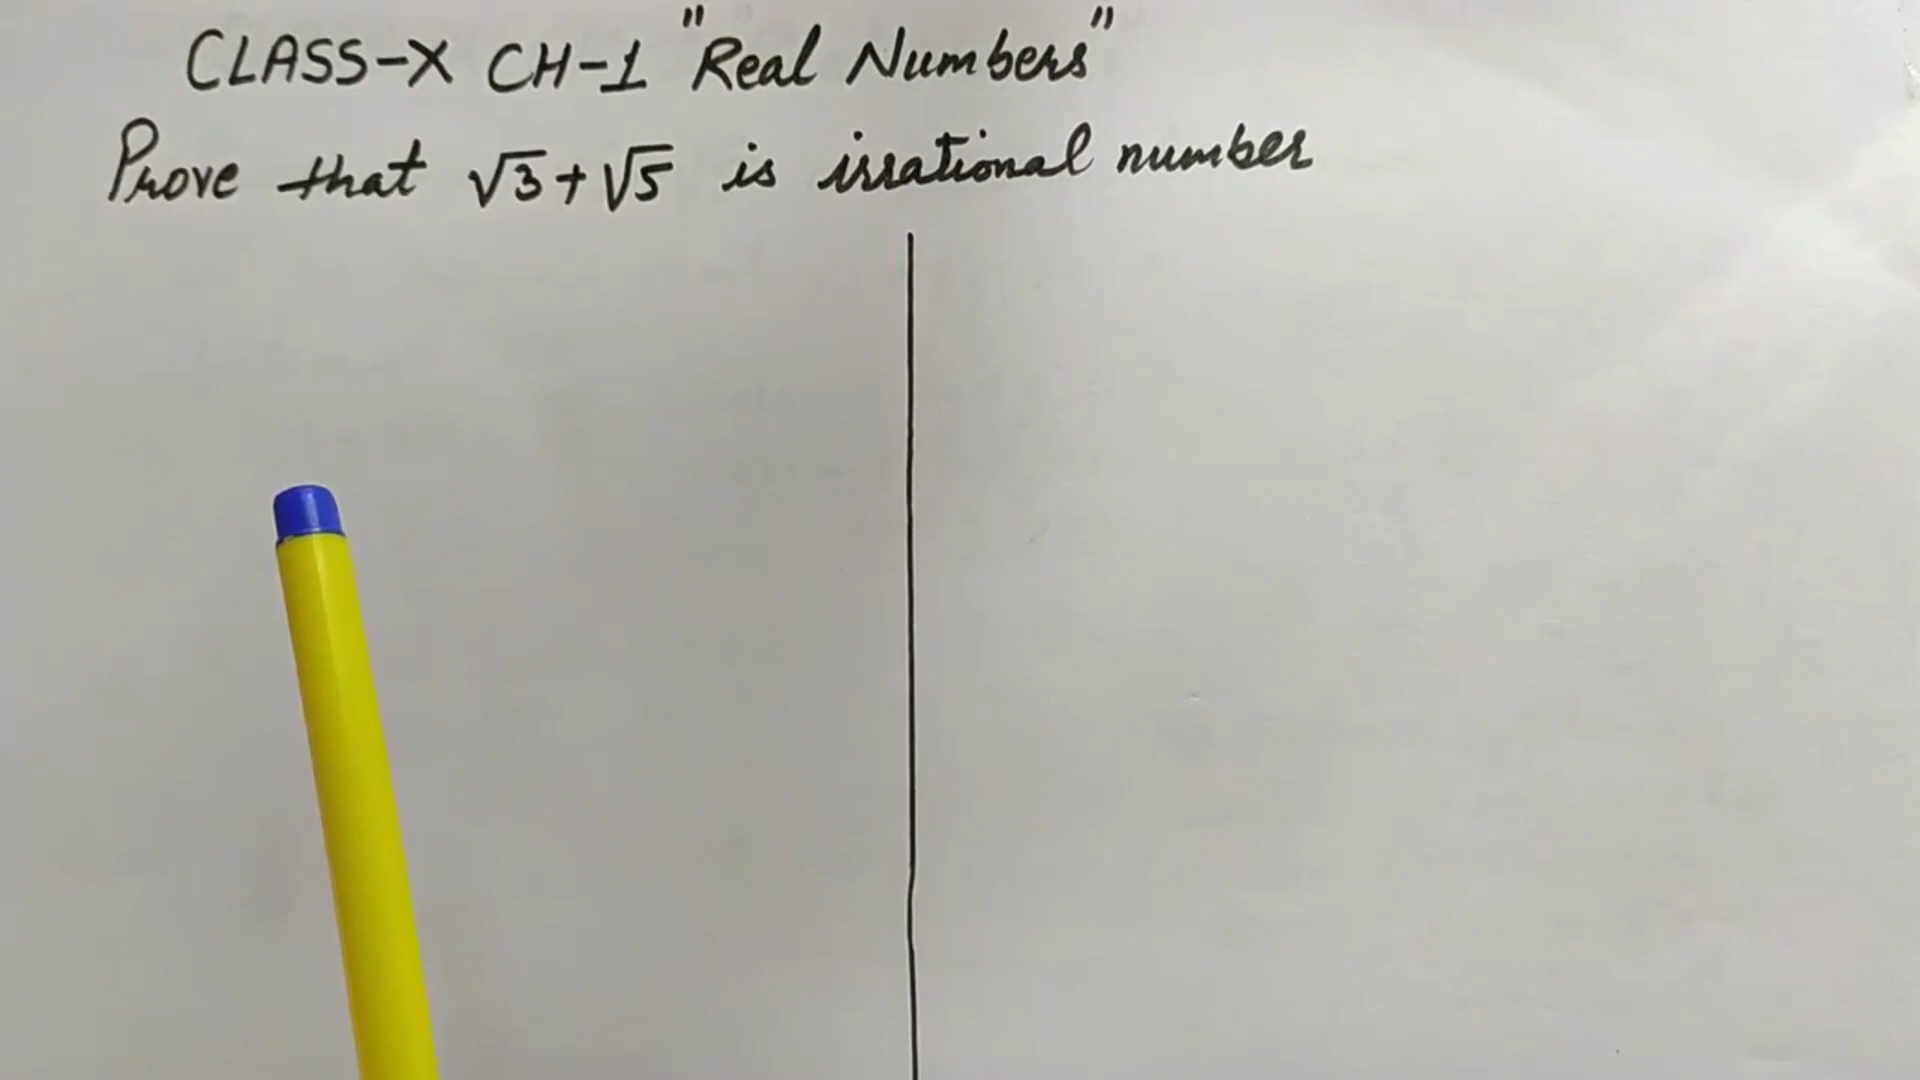 CLASS-X CH-1 "Real Numbers"
Prove that √3+√5 is irrational number